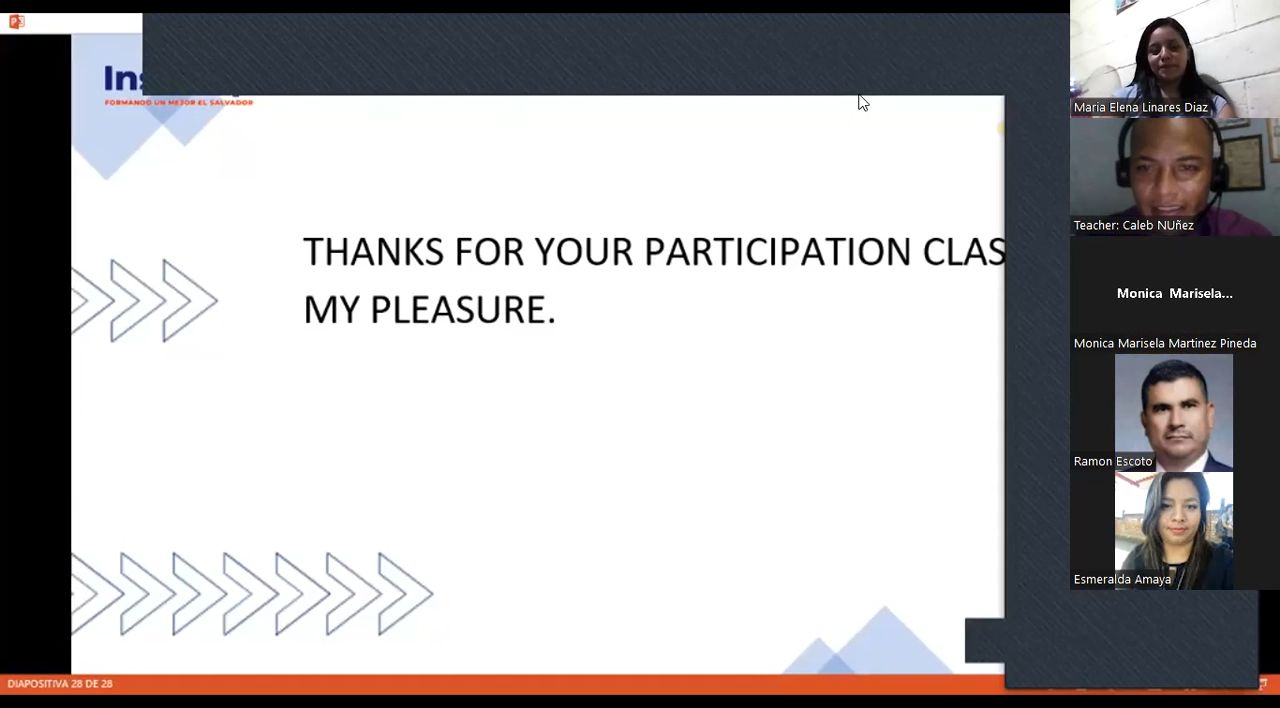 FORMANDO UN MEJOR EL SALVADOR
THANKS FOR YOUR PARTICIPATION CLAS
MY PLEASURE.
DIAPOSITIVA 28 DE 28
Maria Elena Linares Diaz
Teacher: Caleb NUñez
Monica Marisela...
Monica Marisela Martinez Pineda
Ramon Escoto
Esmeralda Amaya